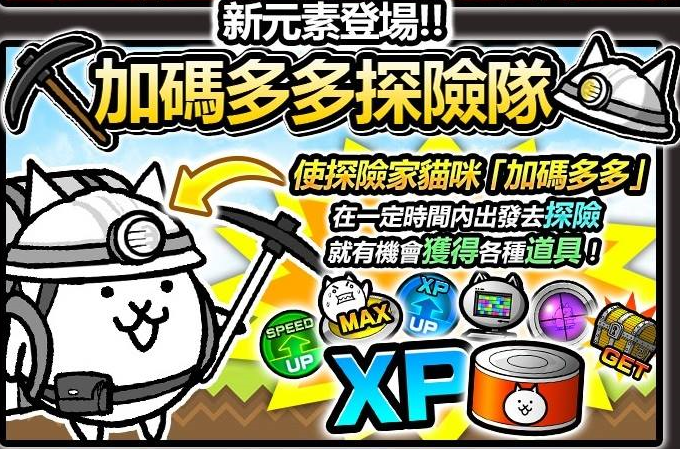 新元素登場!!
加碼多多探險隊
使探險家貓咪「加碼多多」
在一定時間內出發去探險
就有機會獲得各種道具！
SPEED UP
MAX
XP UP
GET
XP